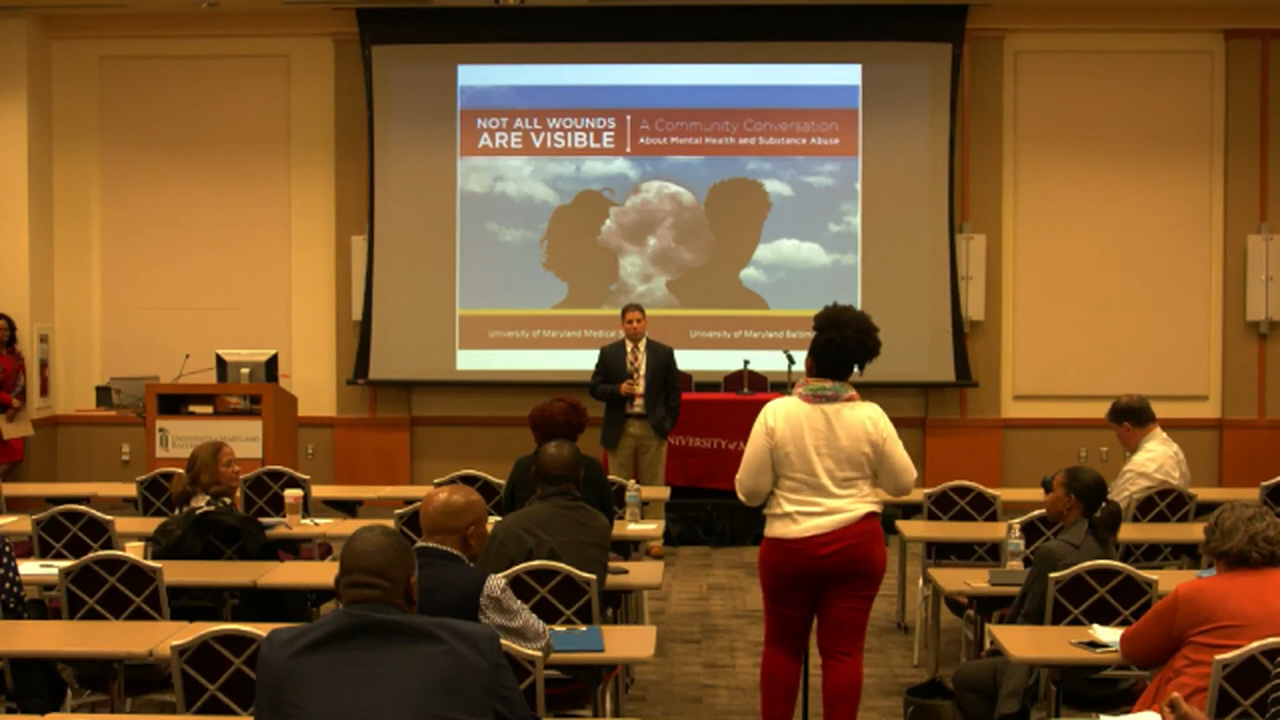 NOT ALL WOUNDS
ARE VISIBLE
A Community Conversation
About Mental Health and Substance Abuse
University of Maryland Medical
University of Maryland
UNIVERSITY of MARYLAND